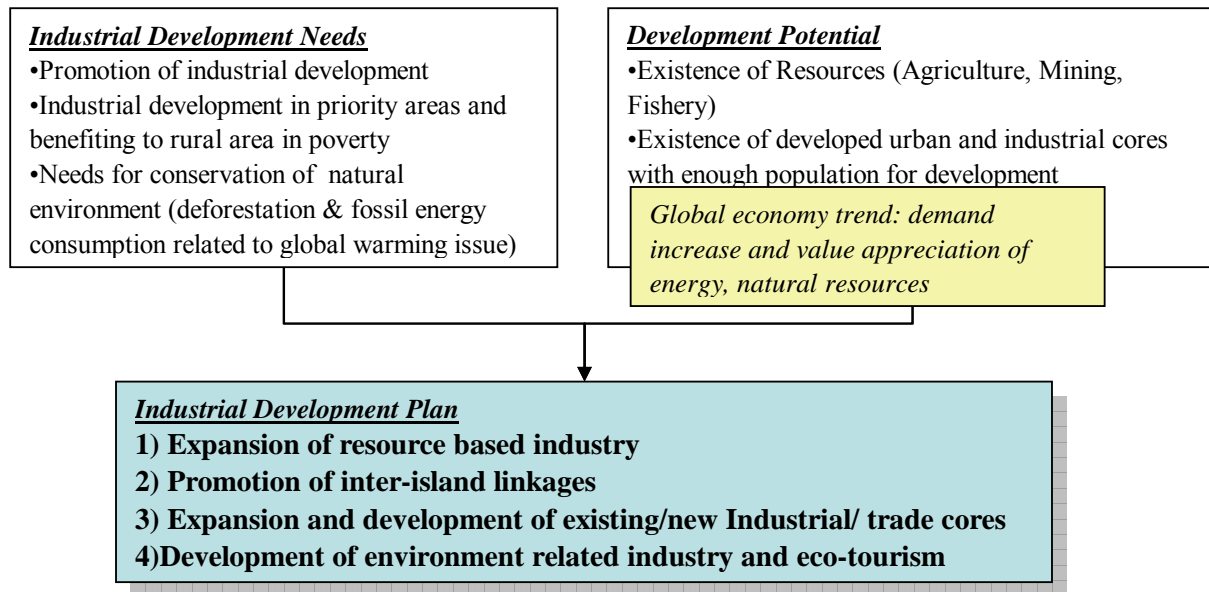 Industrial Development Needs
•Promotion of industrial development
•Industrial development in priority areas and
benefiting to rural area in poverty
•Needs for conservation of natural
environment (deforestation & fossil energy
consumption related to global warming issue)
Development Potential
•Existence of Resources (Agriculture, Mining,
Fishery)
•Existence of developed urban and industrial cores
with enough population for development
Global economy trend: demand
increase and value appreciation of
energy, natural resources
Industrial Development Plan
1) Expansion of resource based industry
2) Promotion of inter-island linkages
3) Expansion and development of existing/new Industrial/ trade cores
4)Development of environment related industry and eco-tourism